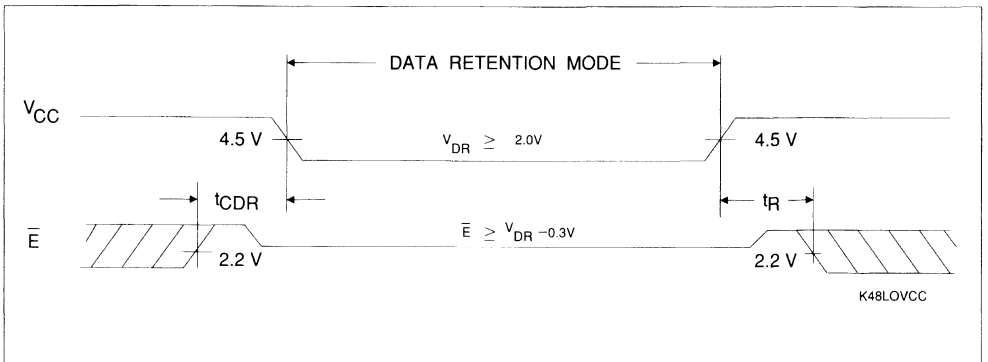 DATA RETENTION MODE
VCC
4.5 V
VDR ≥ 2.0V
4.5 V
tCDR
tR
E̅
E̅ ≥ VDR −0.3V
2.2 V
2.2 V
K48LOVCC